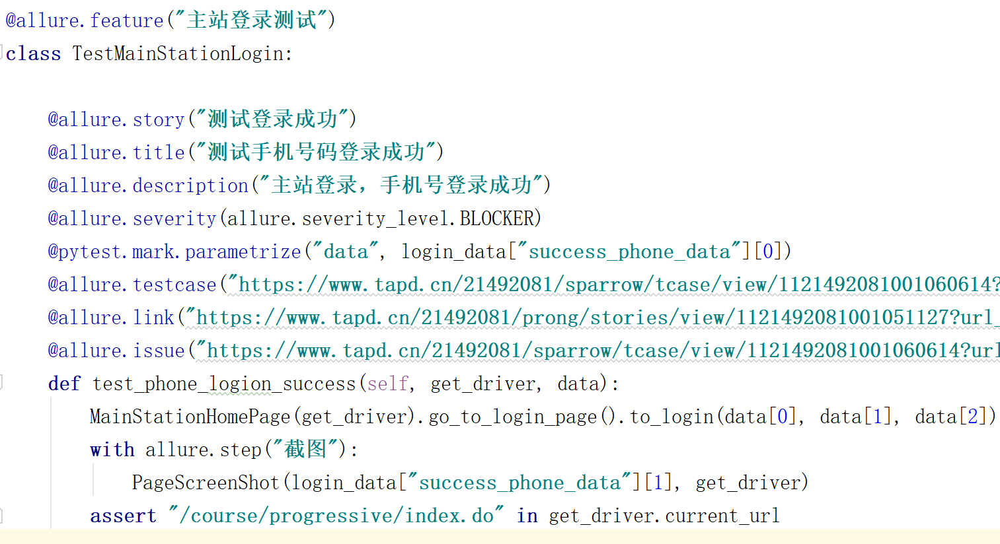 @allure.feature("主站登录测试")
class TestMainStationLogin:
@allure.story("测试登录成功")
@allure.title("测试手机号码登录成功")
@allure.description("主站登录，手机号登录成功")
@allure.severity(allure.severity_level.BLOCKER)
@pytest.mark.parametrize("data", login_data["success_phone_data"][0])
@allure.testcase("https://www.tapd.cn/21492081/sparrow/tcase/view/1121492081001060614?
@allure.link("https://www.tapd.cn/21492081/prong/stories/view/1121492081001051127?url_
@allure.issue("https://www.tapd.cn/21492081/sparrow/tcase/view/1121492081001060614?url
def test_phone_logion_success(self, get_driver, data):
MainStationHomePage(get_driver).go_to_login_page().to_login(data[0], data[1], data[2])
with allure.step("截图"):
PageScreenShot(login_data["success_phone_data"][1], get_driver)
assert "/course/progressive/index.do" in get_driver.current_url